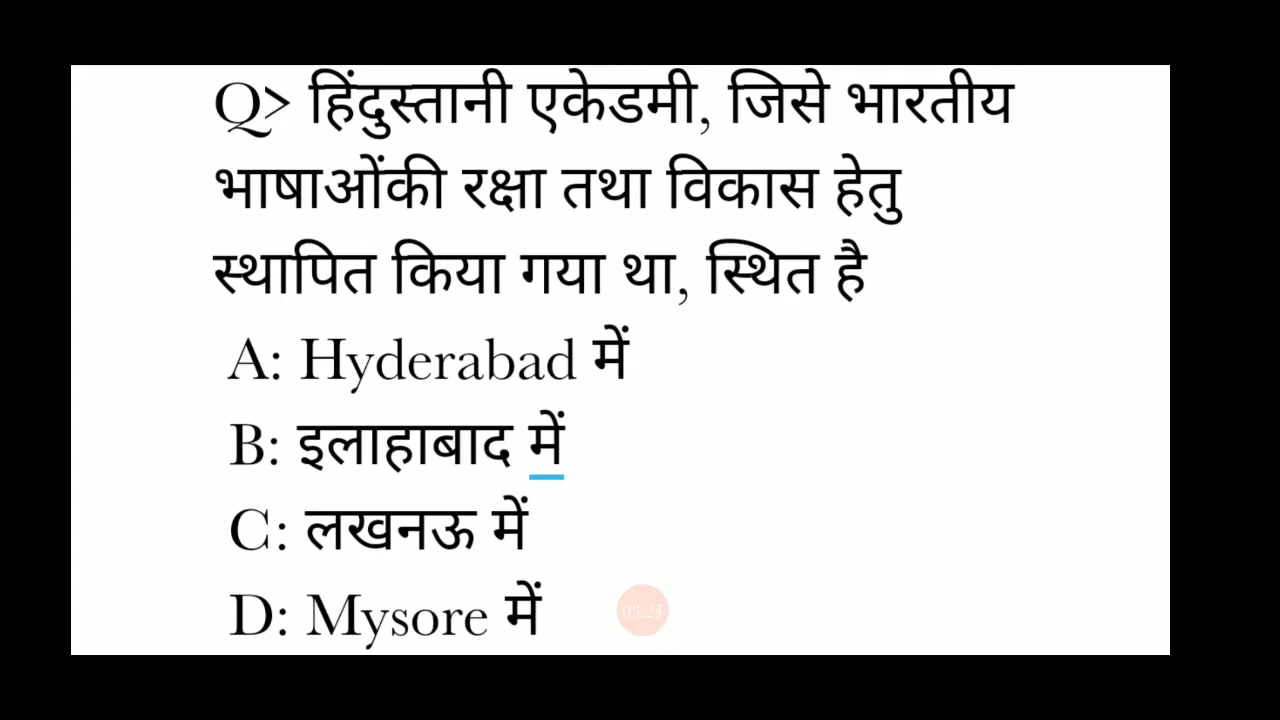 Q> हिंदुस्तानी एकेडमी, जिसे भारतीय
भाषाओंकी रक्षा तथा विकास हेतु
स्थापित किया गया था, स्थित है
A: Hyderabad में
B: इलाहाबाद में
C: लखनऊ में
D: Mysore में